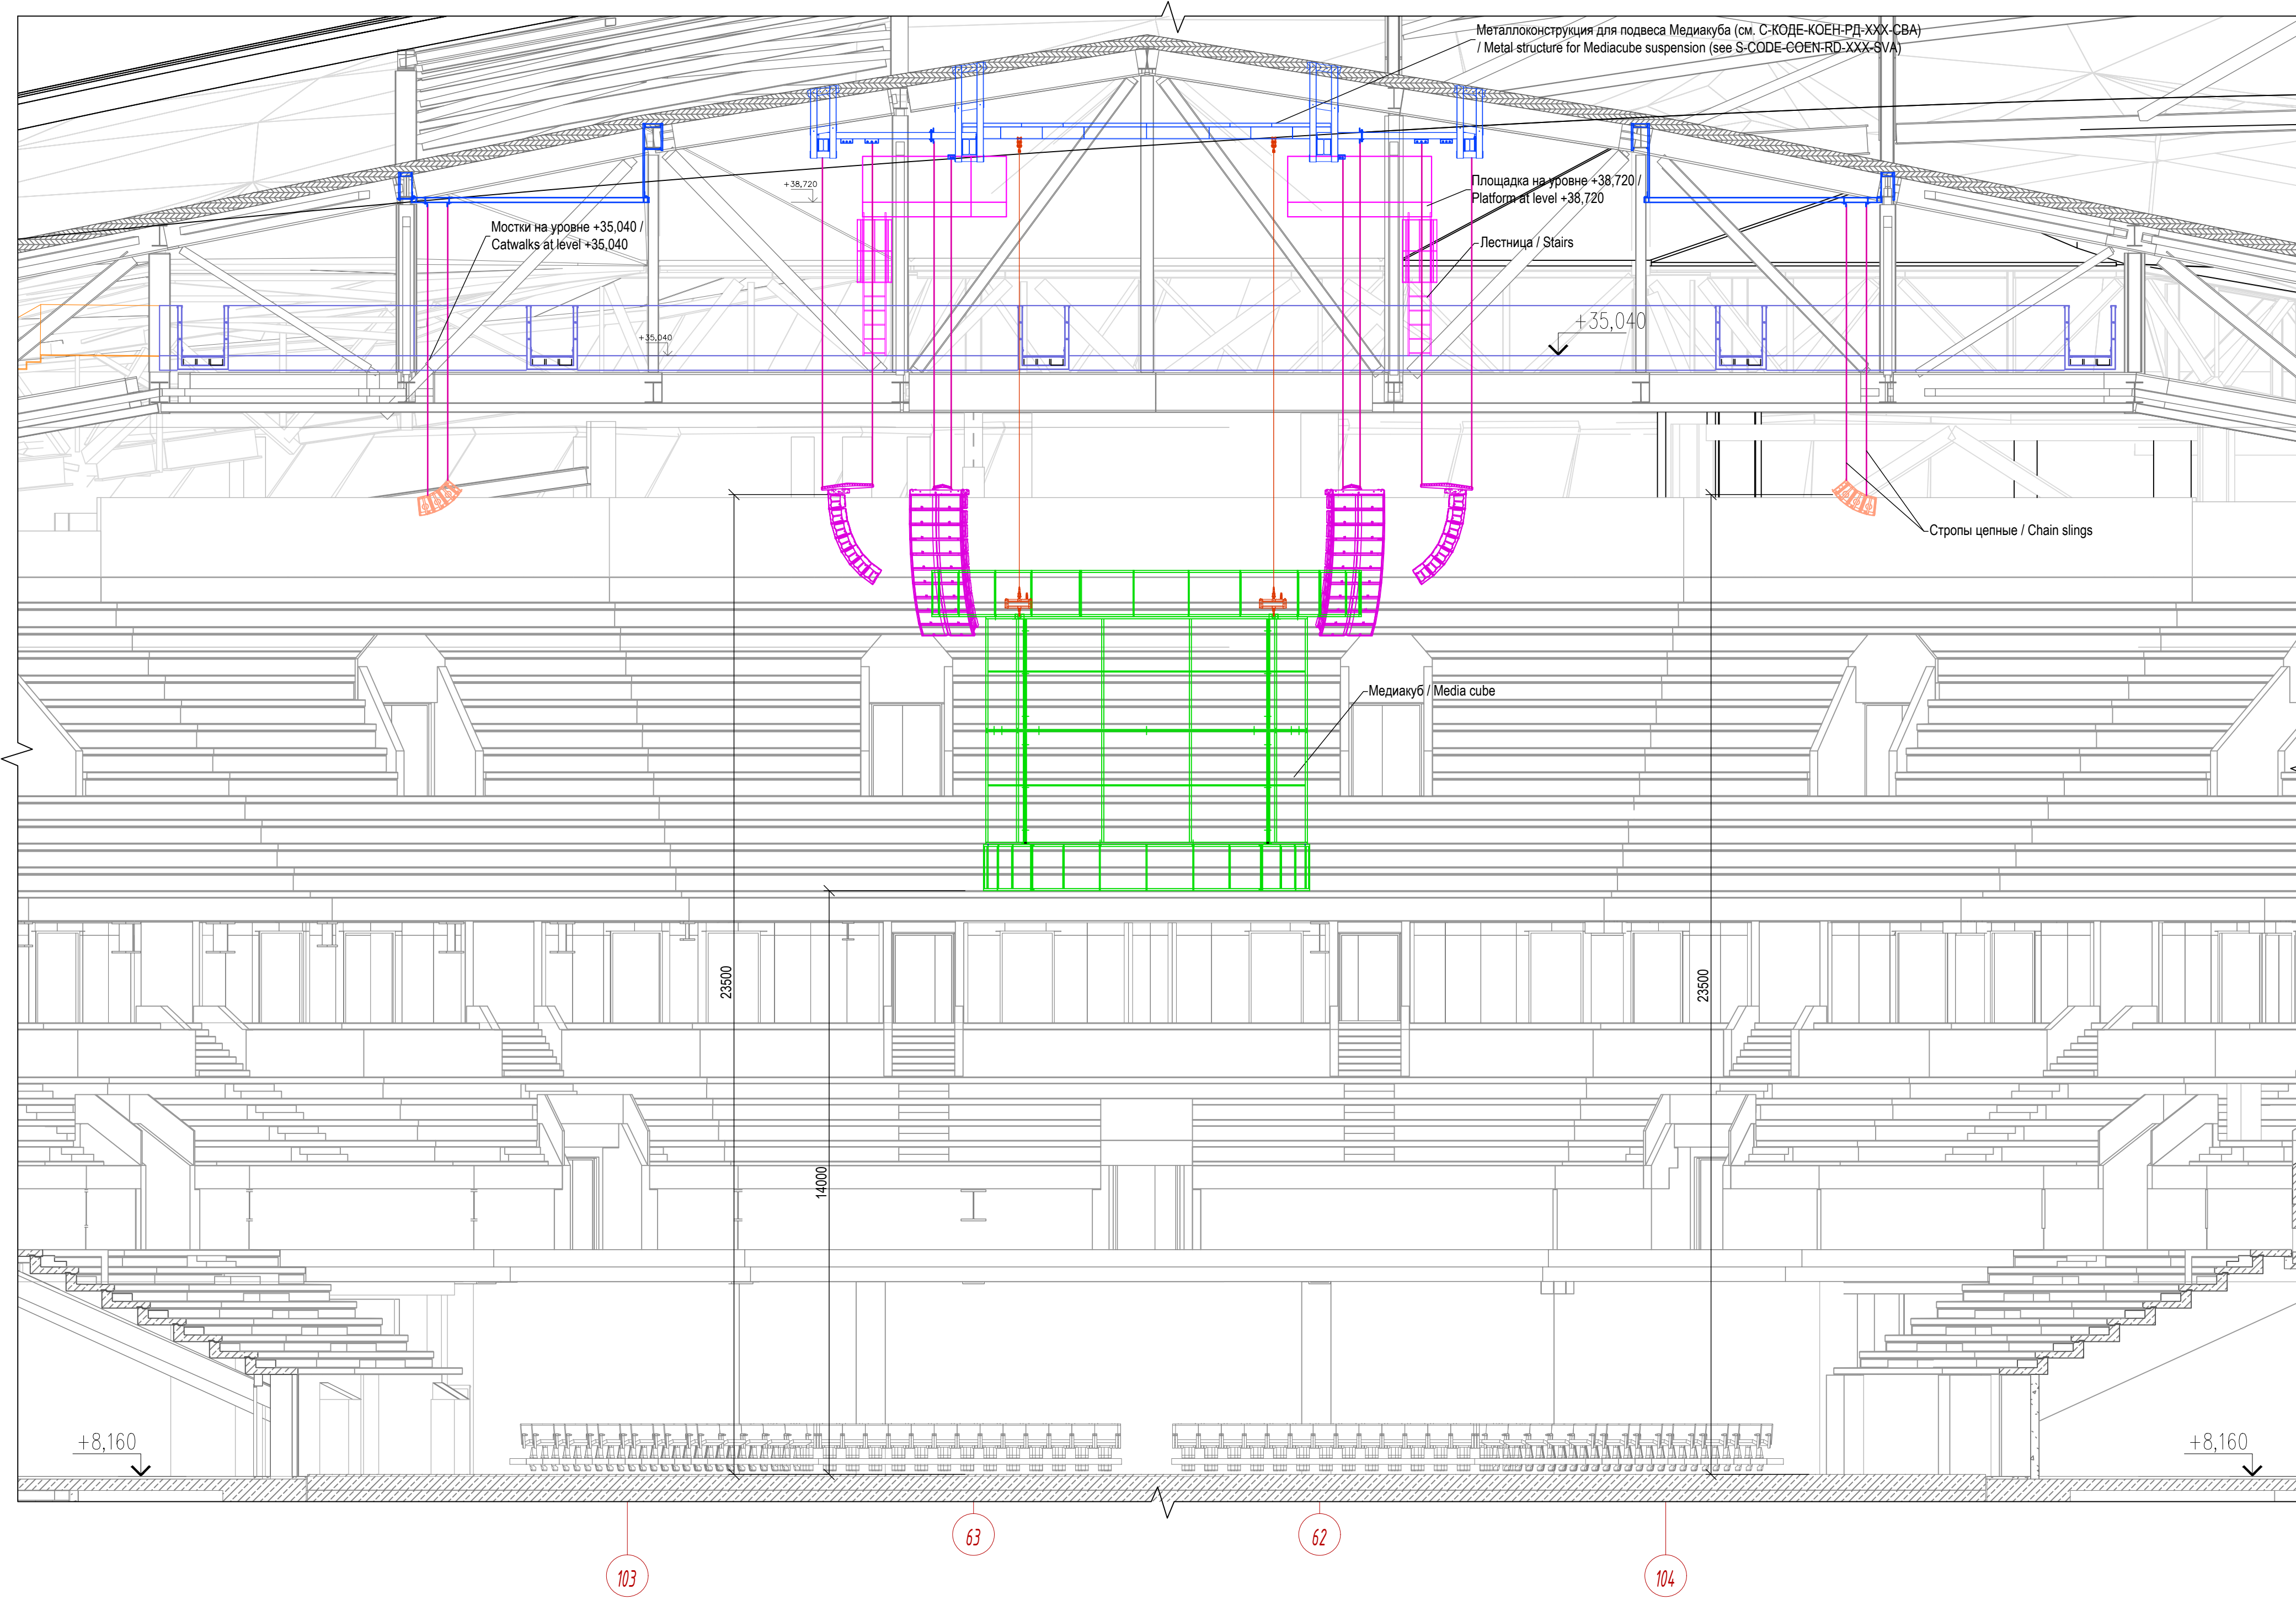 Металлоконструкция для подвеса Медиакуба (см. С-КОДЕ-КОЕН-РД-ХХХ-СВА)
/ Metal structure for Mediacube suspension (see S-CODE-COEN-RD-XXX-SVA)
+38,720
Площадка на уровне +38,720 /
Platform at level +38,720
Мостки на уровне +35,040 /
Catwalks at level +35,040
Лестница / Stairs
+35,040
+35,040
Стропы цепные / Chain slings
Медиакуб / Media cube
23500
23500
14000
+8,160
+8,160
63
62
103
104